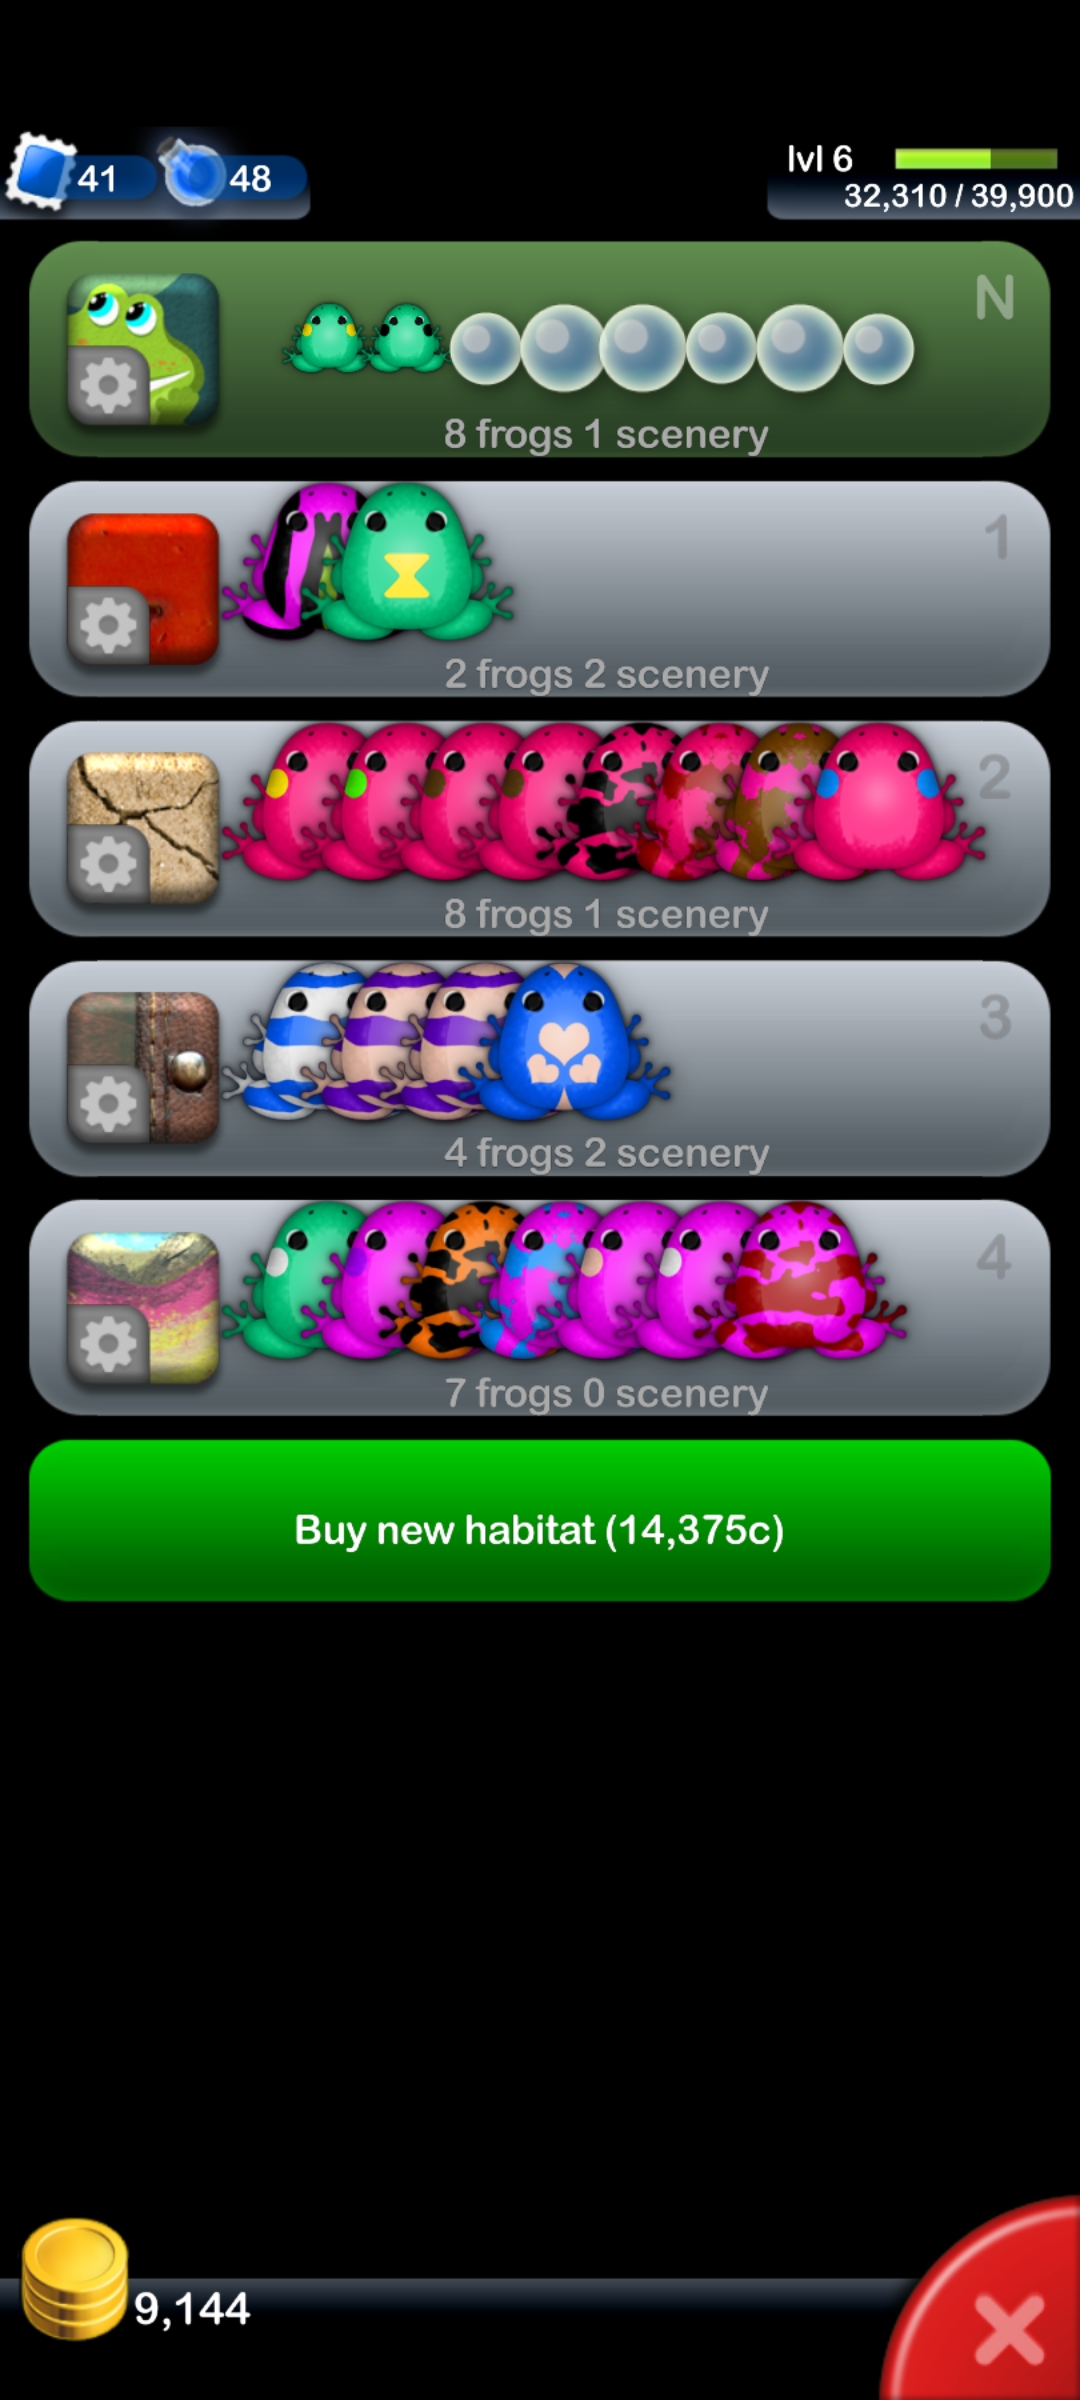 41
48
lvl 6
32,310 / 39,900
N
8 frogs 1 scenery
1
2 frogs 2 scenery
2
8 frogs 1 scenery
3
4 frogs 2 scenery
4
7 frogs 0 scenery
Buy new habitat (14,375c)
9,144